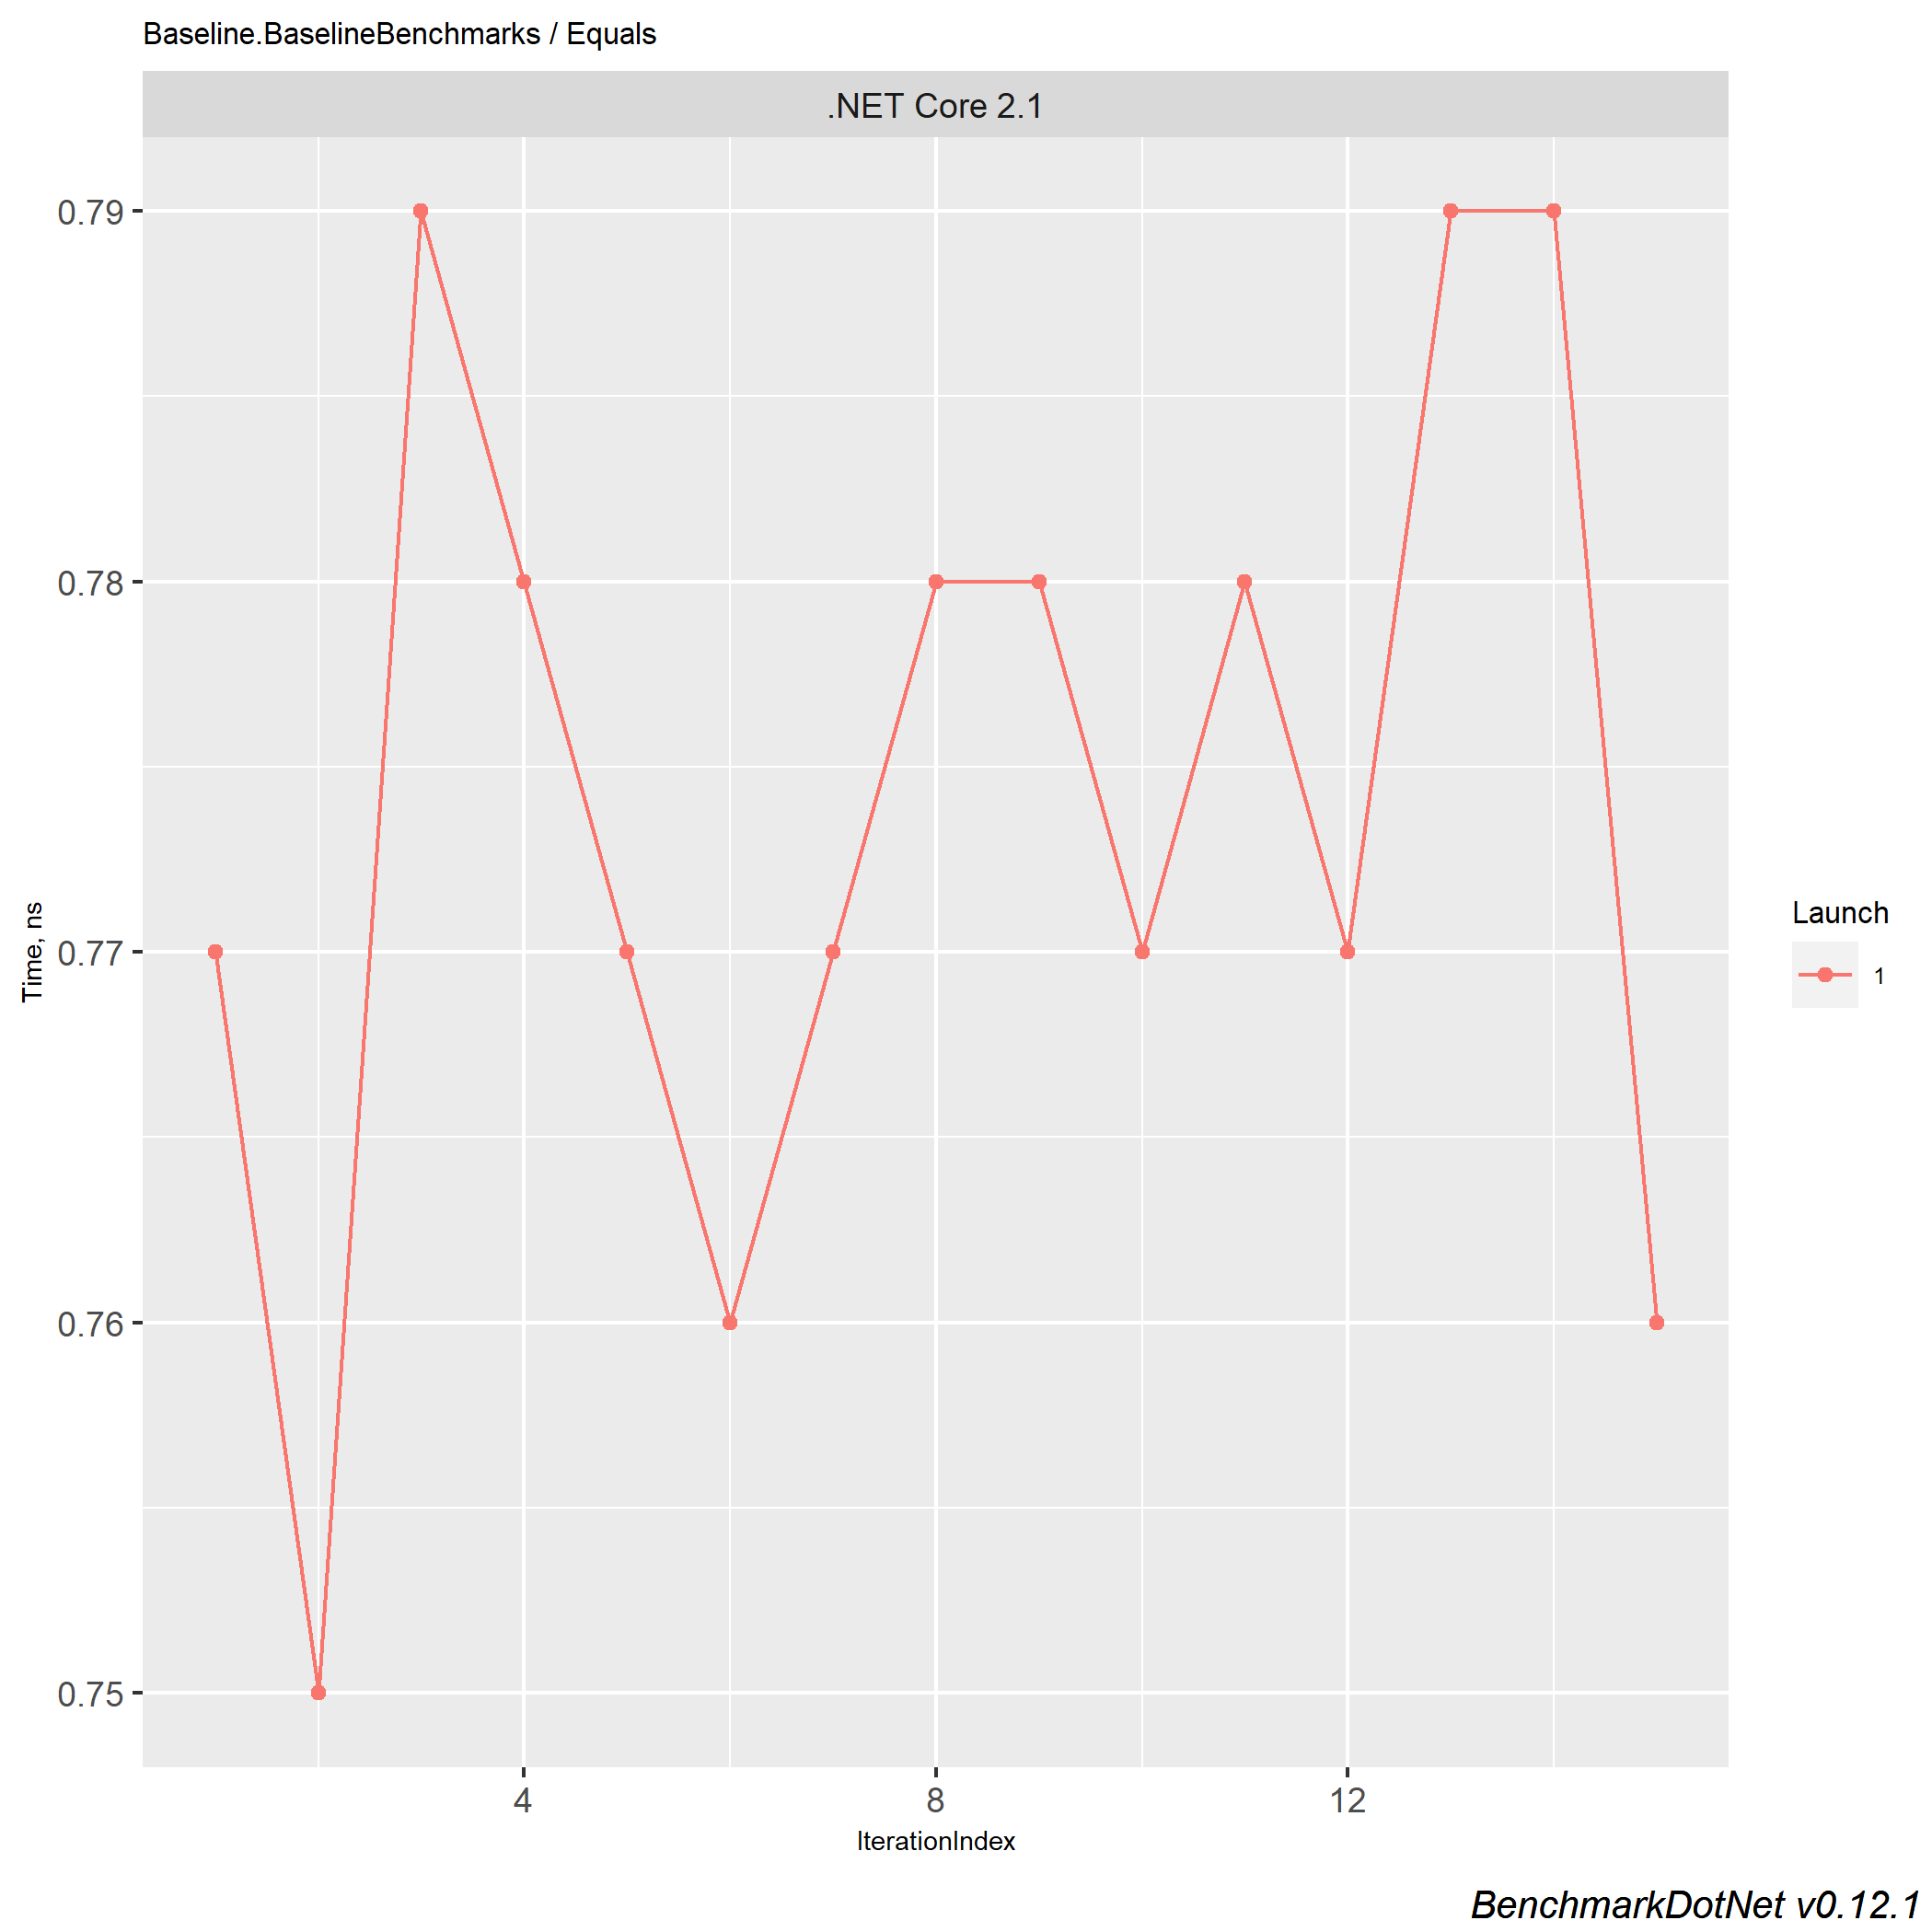 Baseline.BaselineBenchmarks / Equals
.NET Core 2.1
0.79
0.78
0.77
0.76
0.75
Time, ns
4 8 12
IterationIndex
Launch
1
BenchmarkDotNet v0.12.1